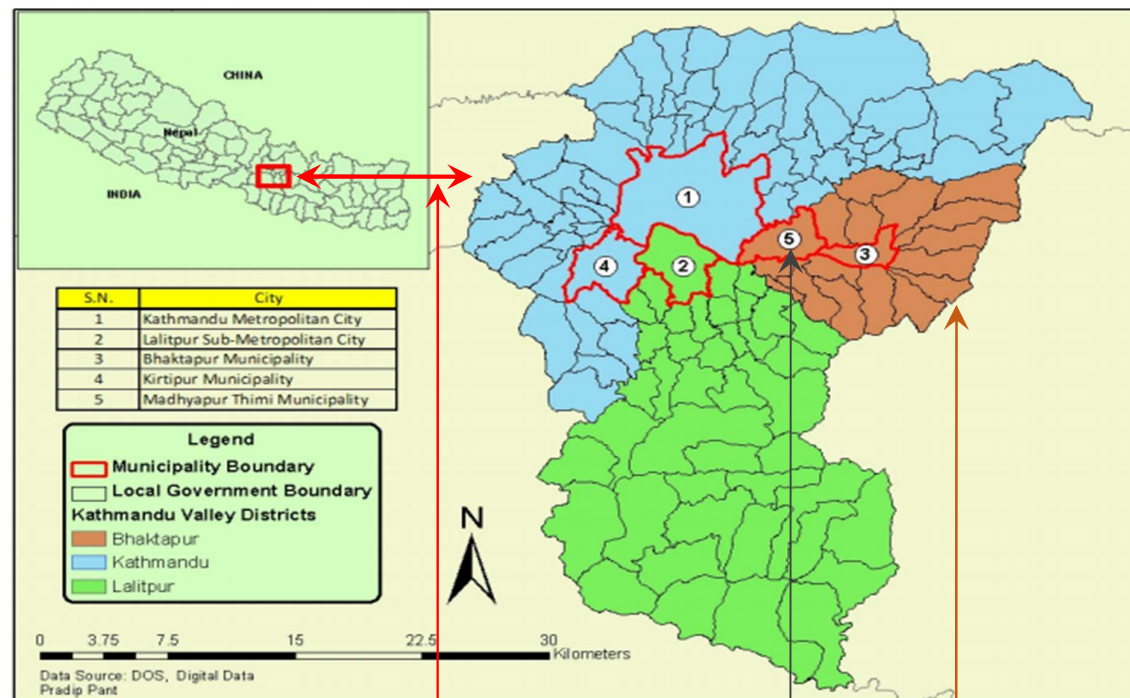 CHINA
Nepal
INDIA
1
5
3
4
2
S.N. City
1 Kathmandu Metropolitan City
2 Lalitpur Sub-Metropolitan City
3 Bhaktapur Municipality
4 Kirtipur Municipality
5 Madhyapur Thimi Municipality
Legend
Municipality Boundary
Local Government Boundary
Kathmandu Valley Districts
Bhaktapur
Kathmandu
Lalitpur
N
0 3.75 7.5 15 22.5 30
Kilometers
Data Source: DOS, Digital Data
Pradip Pant